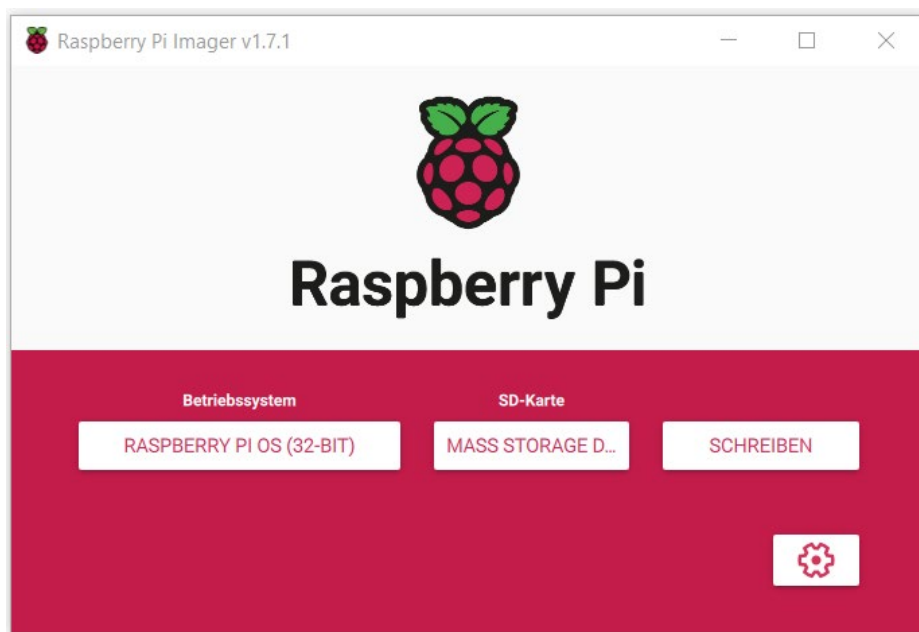 Raspberry Pi Imager v1.7.1
Raspberry Pi
Betriebssystem SD-Karte
RASPBERRY PI OS (32-BIT) MASS STORAGE D... SCHREIBEN